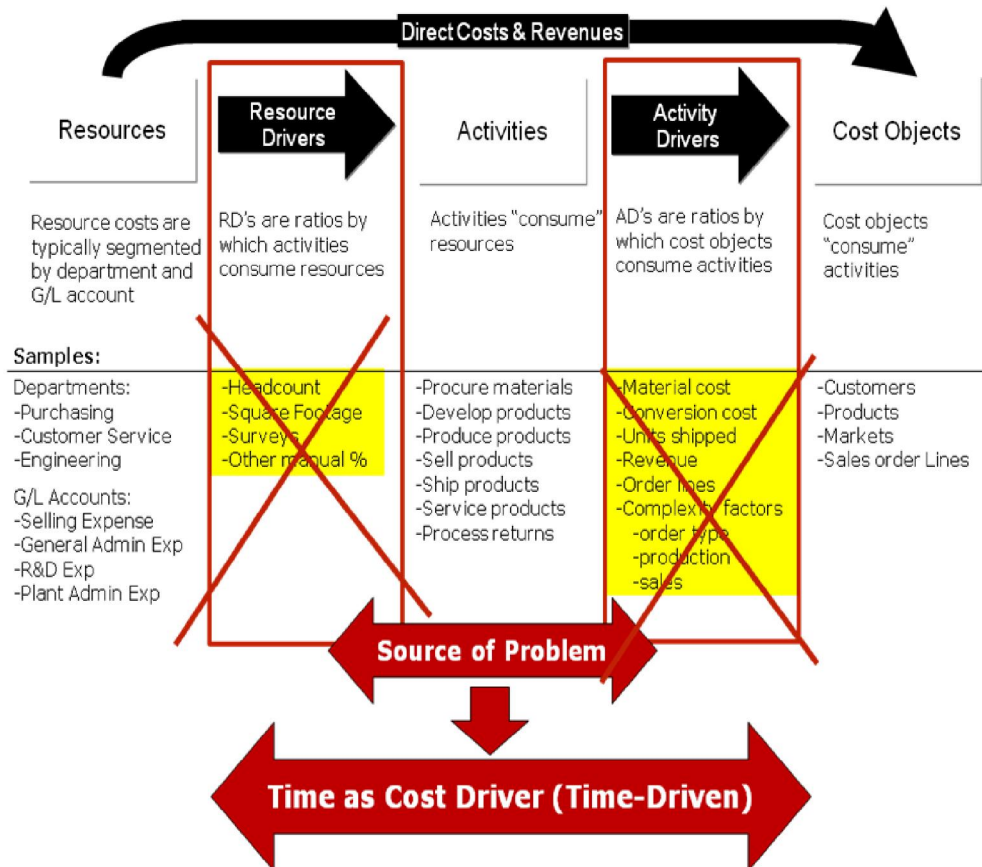 Direct Costs & Revenues
Resources
Resource
Drivers
Activities
Activity
Drivers
Cost Objects
Resource costs are
typically segmented
by department and
G/L account
RD's are ratios by
which activities
consume resources
Activities "consume"
resources
AD's are ratios by
which cost objects
consume activities
Cost objects
"consume"
activities
Samples:
Departments:
-Purchasing
-Customer Service
-Engineering
G/L Accounts:
-Selling Expense
-General Admin Exp
-R&D Exp
-Plant Admin Exp
-Headcount
-Square Footage
-Surveys
-Other manual %
-Procure materials
-Develop products
-Produce products
-Sell products
-Ship products
-Service products
-Process returns
-Material cost
-Conversion cost
-Units shipped
-Revenue
-Order lines
-Complexity factors
-order type
-production
-sales
-Customers
-Products
-Markets
-Sales order Lines
Source of Problem
Time as Cost Driver (Time-Driven)